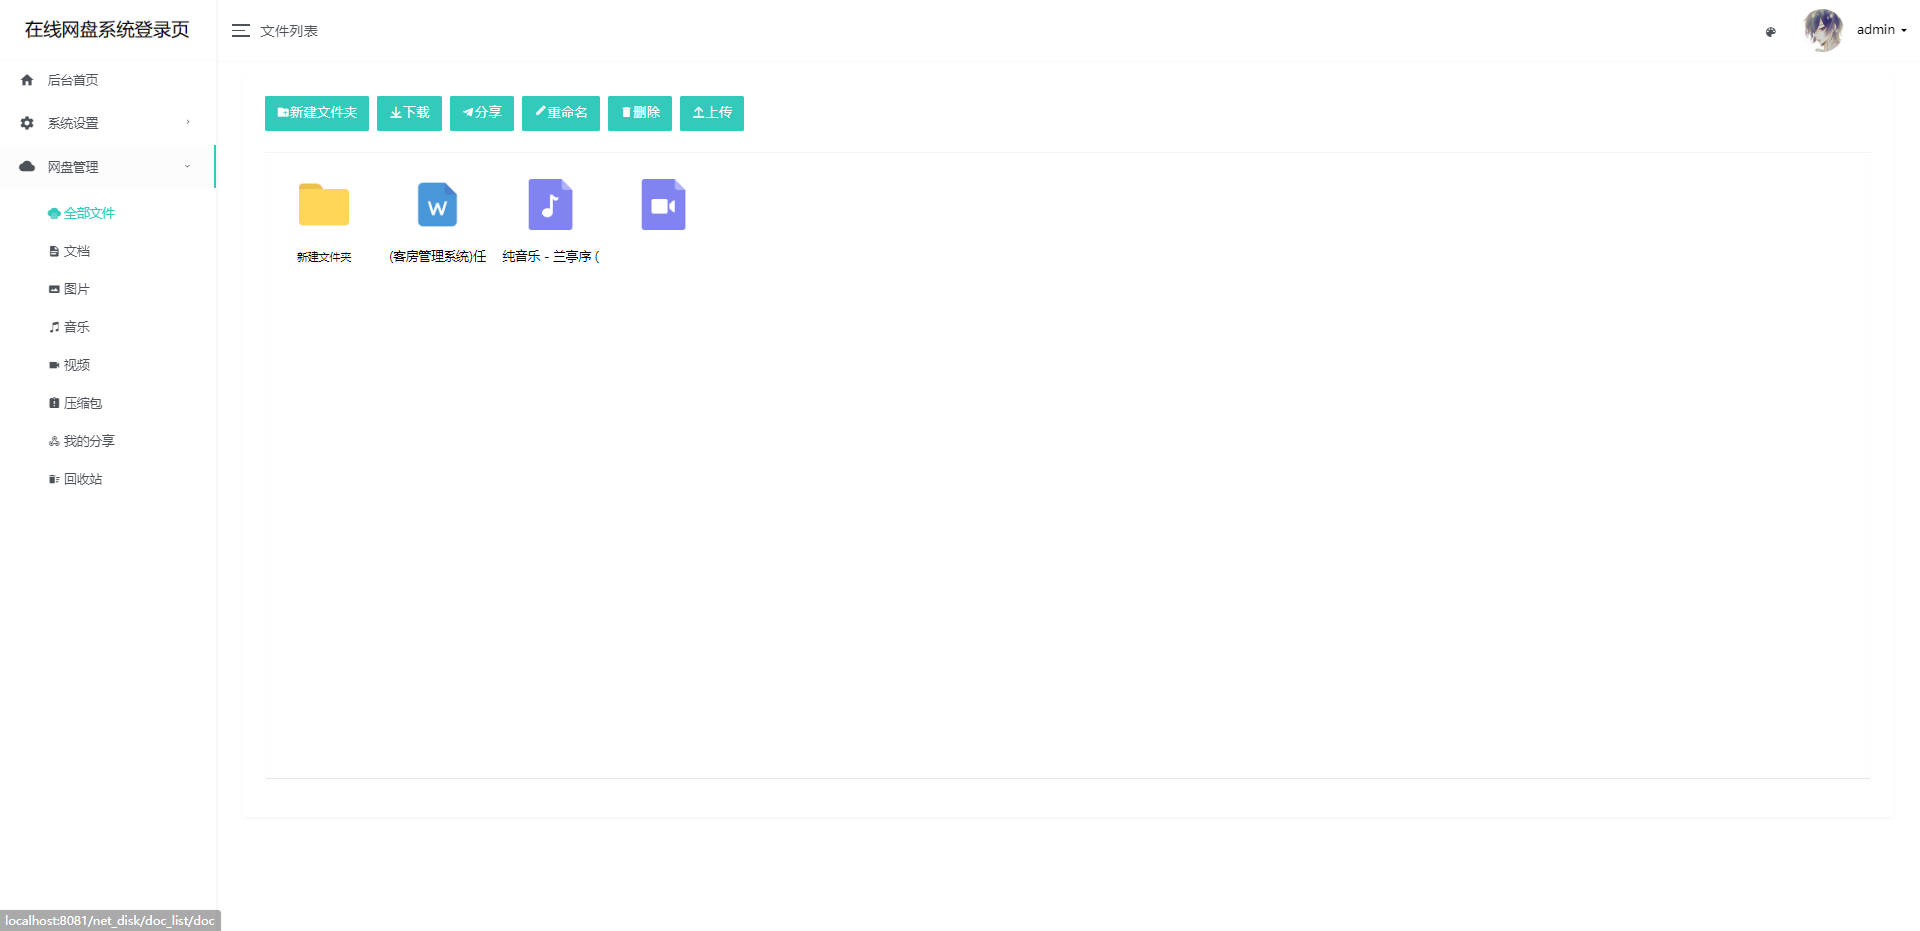 在线网盘系统登录页
文件列表
admin
后台首页
系统设置
网盘管理
全部文件
文档
图片
音乐
视频
压缩包
我的分享
回收站
新建文件夹
下载
分享
重命名
删除
上传
W
新建文件夹
(客房管理系统)任
纯音乐 - 兰亭序 (
localhost:8081/net_disk/doc_list/doc